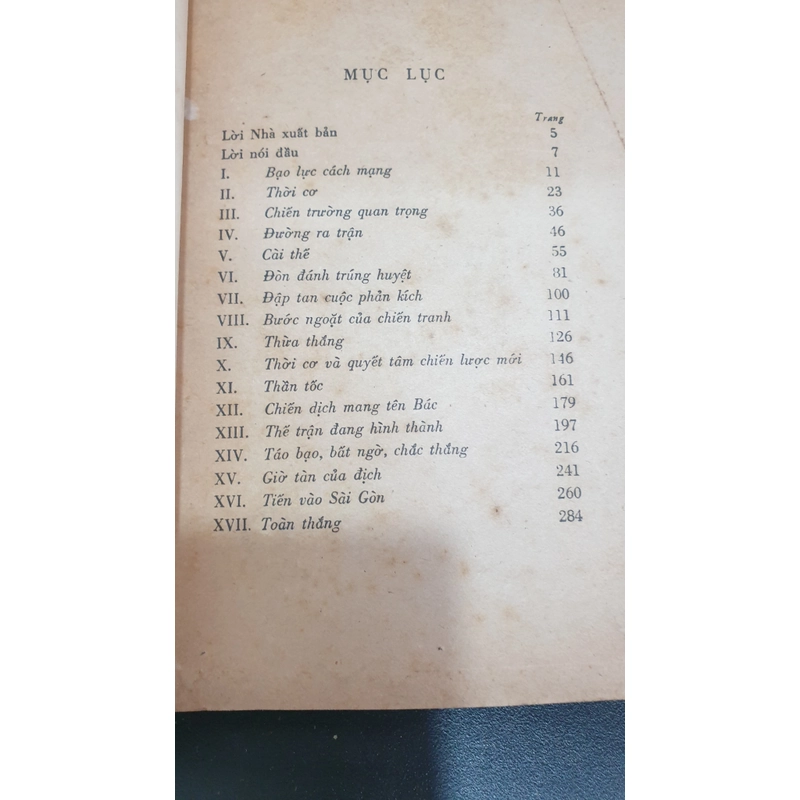 MỤC LỤC
Trang
Lời Nhà xuất bản 5
Lời nói đầu 7
I. Bạo lực cách mạng 11
II. Thời cơ 23
III. Chiến trường quan trọng 36
IV. Đường ra trận 46
V. Cài thế 55
VI. Đòn đánh trúng huyệt 81
VII. Đập tan cuộc phản kích 100
VIII. Bước ngoặt của chiến tranh 111
IX. Thừa thắng 126
X. Thời cơ và quyết tâm chiến lược mới 146
XI. Thần tốc 161
XII. Chiến dịch mang tên Bác 179
XIII. Thế trận đang hình thành 197
XIV. Táo bạo, bất ngờ, chắc thắng 216
XV. Giờ tàn của địch 241
XVI. Tiến vào Sài Gòn 260
XVII. Toàn thắng 284